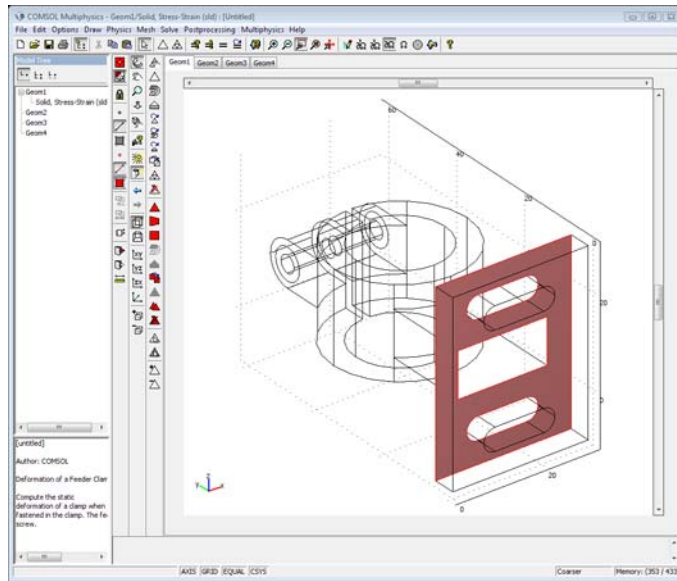 COMSOL Multiphysics - Geom1/Solid, Stress-Strain (sld) : [Untitled]
File Edit Options Draw Physics Mesh Solve Postprocessing Multiphysics Help
Model Tree
Geom1 Geom2 Geom3 Geom4
Geom1
Solid, Stress-Strain (sld
Geom2
Geom3
Geom4
60
40
20
0
20
0
20
0
z
y
x
[untitled]
Author: COMSOL
Deformation of a Feeder Clam
Compute the static
deformation of a clamp when
fastened in the clamp. The fe
screw.
AXIS GRID EQUAL CSYS
Coarser
Memory: (353 / 433